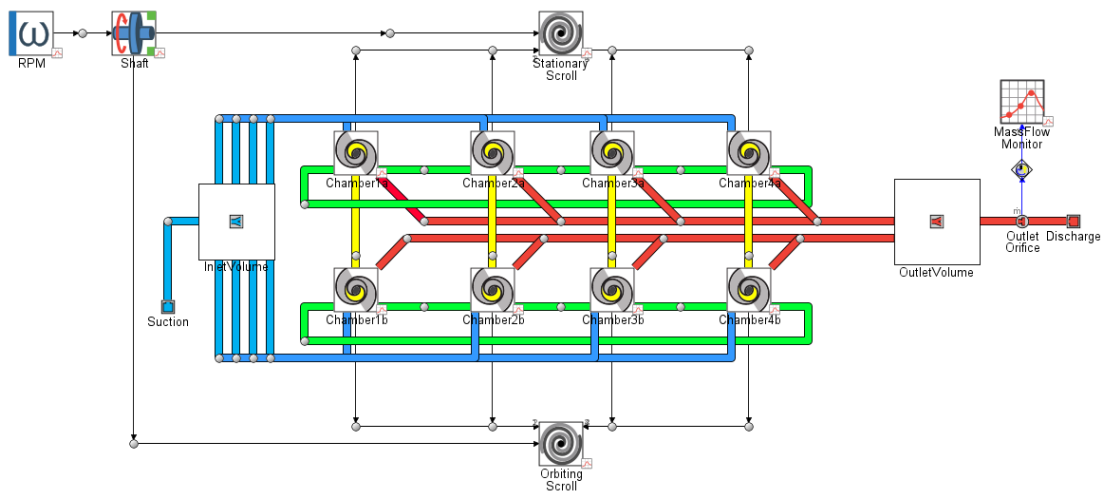 ω
RPM
Shaft
Stationary
Scroll
MassFlow
Monitor
Chamber1a
Chamber2a
Chamber3a
Chamber4a
ṁ
Outlet
Orifice
Discharge
InletVolume
OutletVolume
Suction
Chamber1b
Chamber2b
Chamber3b
Chamber4b
Orbiting
Scroll